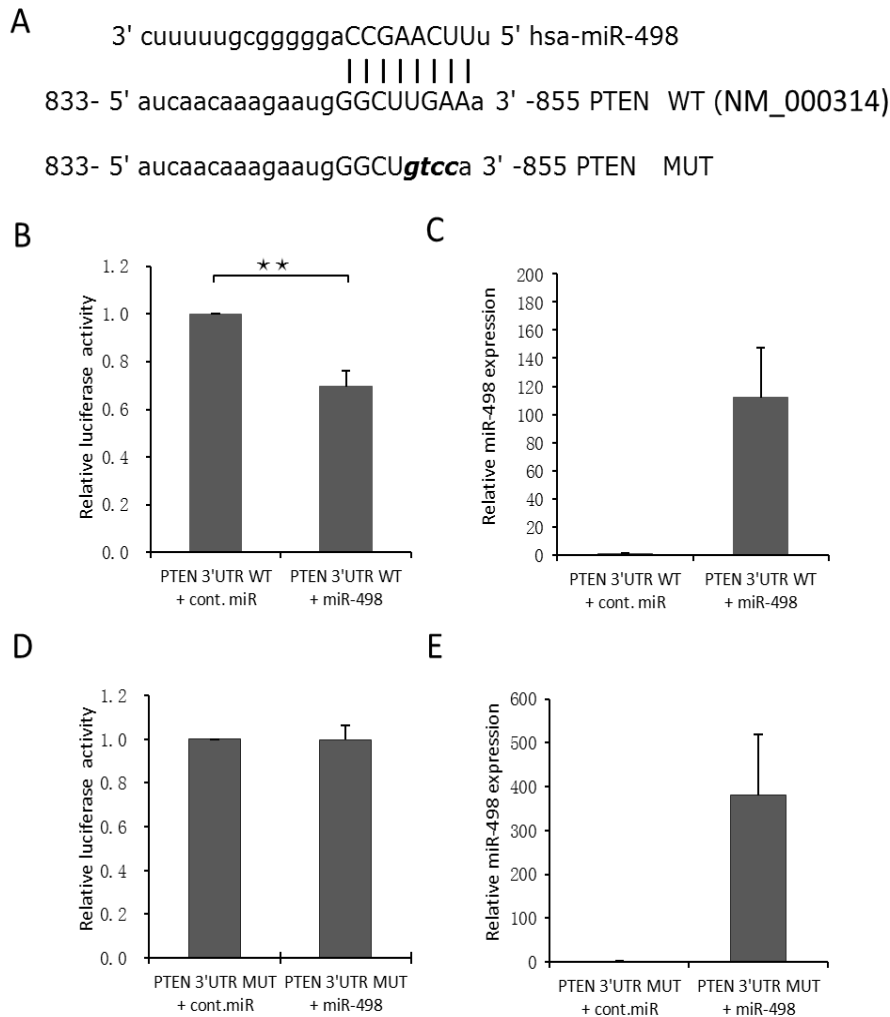 A
3' cuuuuugcgggggaCCGAACUUu 5' hsa-miR-498
833- 5' aucaacaaagaaugGGCUUGAAa 3' -855 PTEN WT (NM_000314)
833- 5' aucaacaaagaaugGGCUgtcca 3' -855 PTEN MUT
B
Relative luciferase activity
1.2
1.0
0.8
0.6
0.4
0.2
0.0
★★
PTEN 3'UTR WT
+ cont. miR
PTEN 3'UTR WT
+ miR-498
C
Relative miR-498 expression
200
180
160
140
120
100
80
60
40
20
0
PTEN 3'UTR WT
+ cont. miR
PTEN 3'UTR WT
+ miR-498
D
Relative luciferase activity
1.2
1.0
0.8
0.6
0.4
0.2
0.0
PTEN 3'UTR MUT
+ cont.miR
PTEN 3'UTR MUT
+ miR-498
E
Relative miR-498 expression
600
500
400
300
200
100
0
PTEN 3'UTR MUT
+ cont.miR
PTEN 3'UTR MUT
+ miR-498